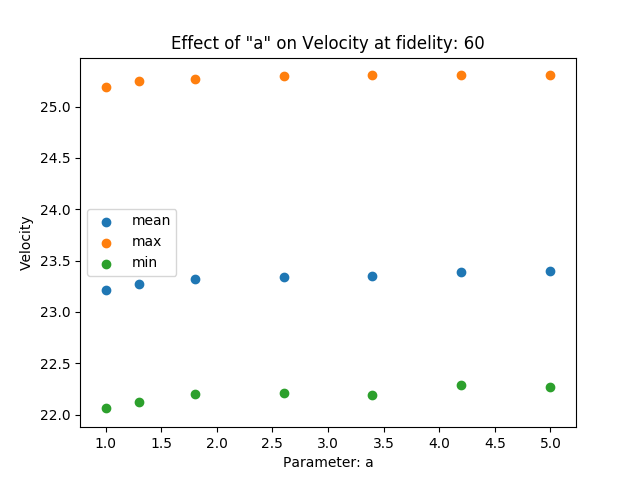 Effect of "a" on Velocity at fidelity: 60
25.0
24.5
24.0
23.5
23.0
22.5
22.0
Velocity
mean
max
min
1.0 1.5 2.0 2.5 3.0 3.5 4.0 4.5 5.0
Parameter: a